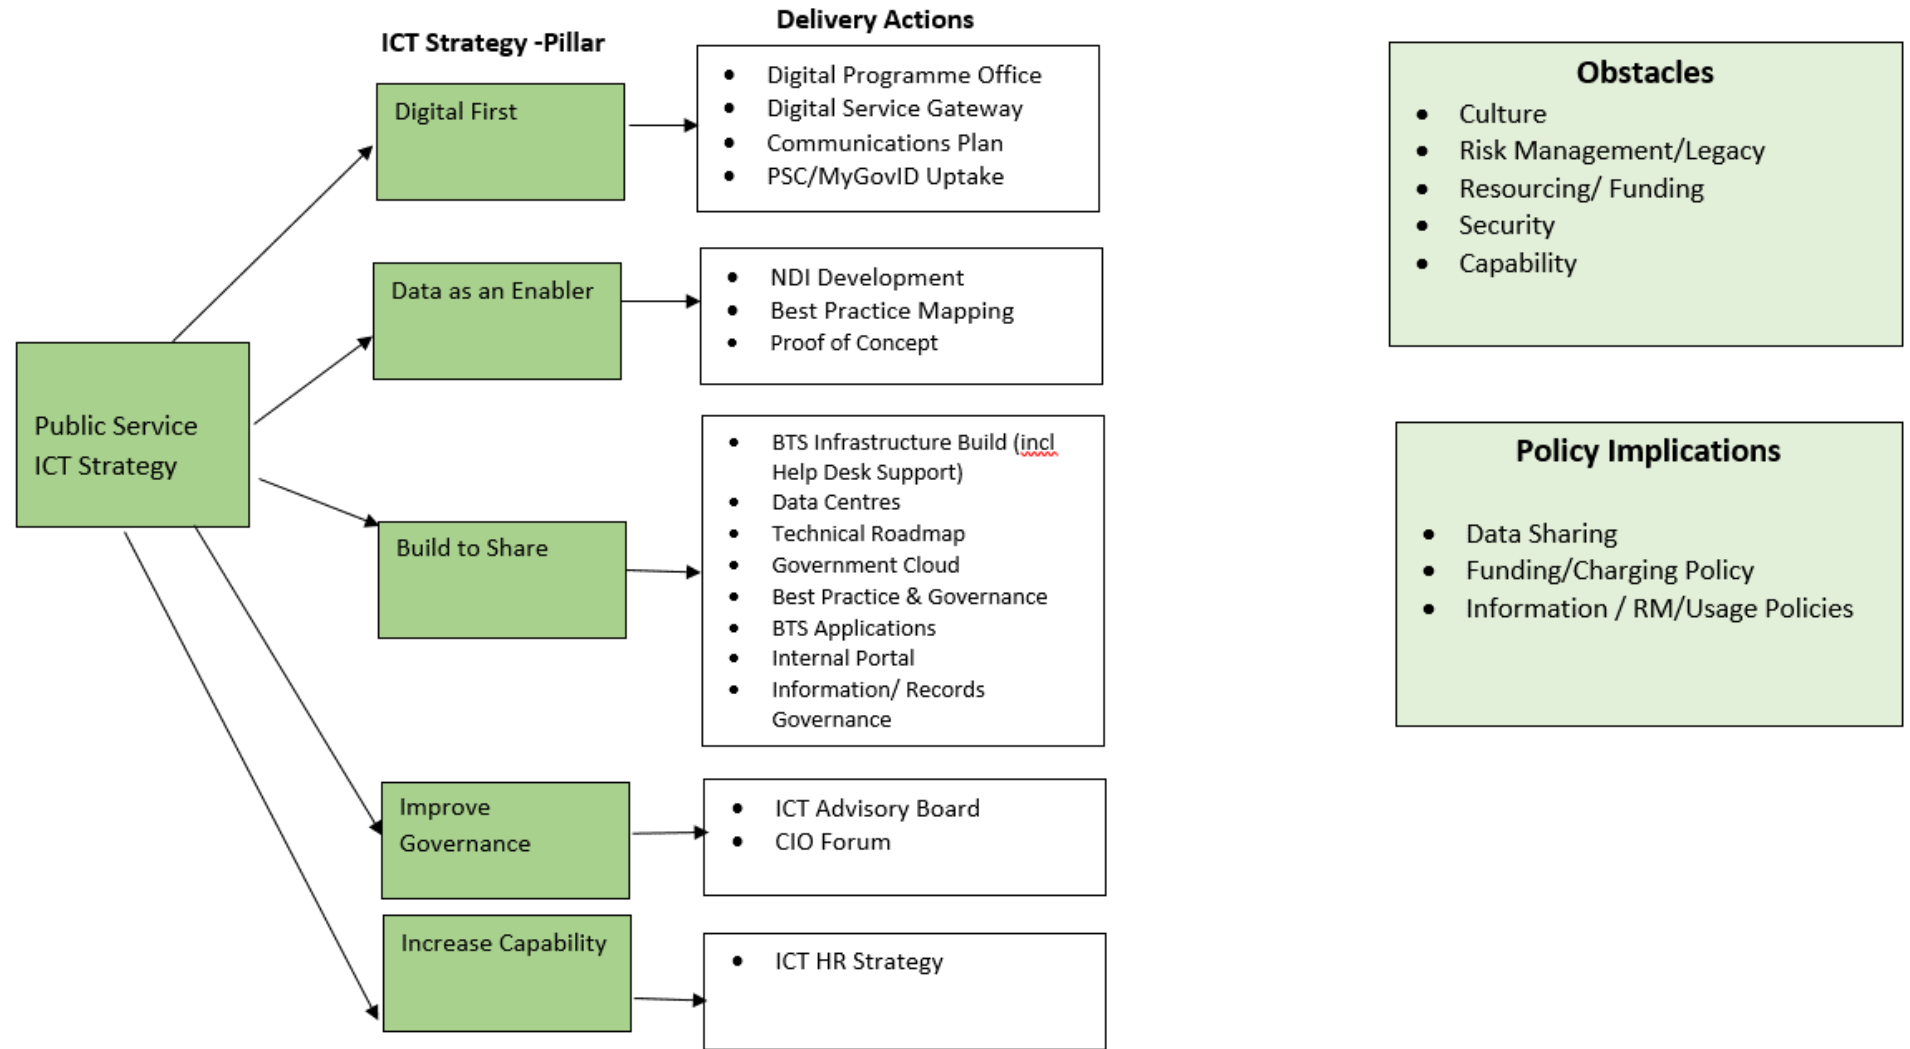 Delivery Actions
ICT Strategy -Pillar
Public Service
ICT Strategy
Digital First
• Digital Programme Office
• Digital Service Gateway
• Communications Plan
• PSC/MyGovID Uptake
Data as an Enabler
• NDI Development
• Best Practice Mapping
• Proof of Concept
Build to Share
• BTS Infrastructure Build (incl
Help Desk Support)
• Data Centres
• Technical Roadmap
• Government Cloud
• Best Practice & Governance
• BTS Applications
• Internal Portal
• Information/ Records
Governance
Improve
Governance
• ICT Advisory Board
• CIO Forum
Increase Capability
• ICT HR Strategy
Obstacles
• Culture
• Risk Management/Legacy
• Resourcing/ Funding
• Security
• Capability
Policy Implications
• Data Sharing
• Funding/Charging Policy
• Information / RM/Usage Policies